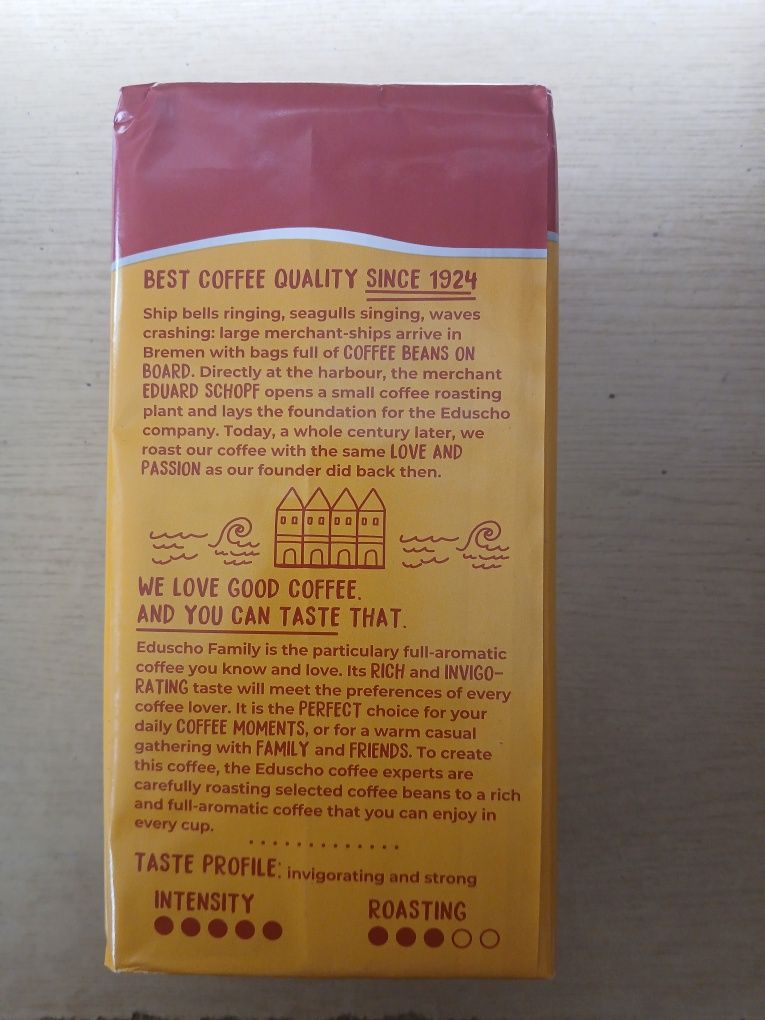 BEST COFFEE QUALITY SINCE 1924
Ship bells ringing, seagulls singing, waves
crashing: large merchant-ships arrive in
Bremen with bags full of COFFEE BEANS ON
BOARD. Directly at the harbour, the merchant
EDUARD SCHOPF opens a small coffee roasting
plant and lays the foundation for the Eduscho
company. Today, a whole century later, we
roast our coffee with the same LOVE AND
PASSION as our founder did back then.
WE LOVE GOOD COFFEE.
AND YOU CAN TASTE THAT.
Eduscho Family is the particulary full-aromatic
coffee you know and love. Its RICH and INVIGO-
RATING taste will meet the preferences of every
coffee lover. It is the PERFECT choice for your
daily COFFEE MOMENTS, or for a warm casual
gathering with FAMILY and FRIENDS. To create
this coffee, the Eduscho coffee experts are
carefully roasting selected coffee beans to a rich
and full-aromatic coffee that you can enjoy in
every cup.
TASTE PROFILE: invigorating and strong
INTENSITY ROASTING